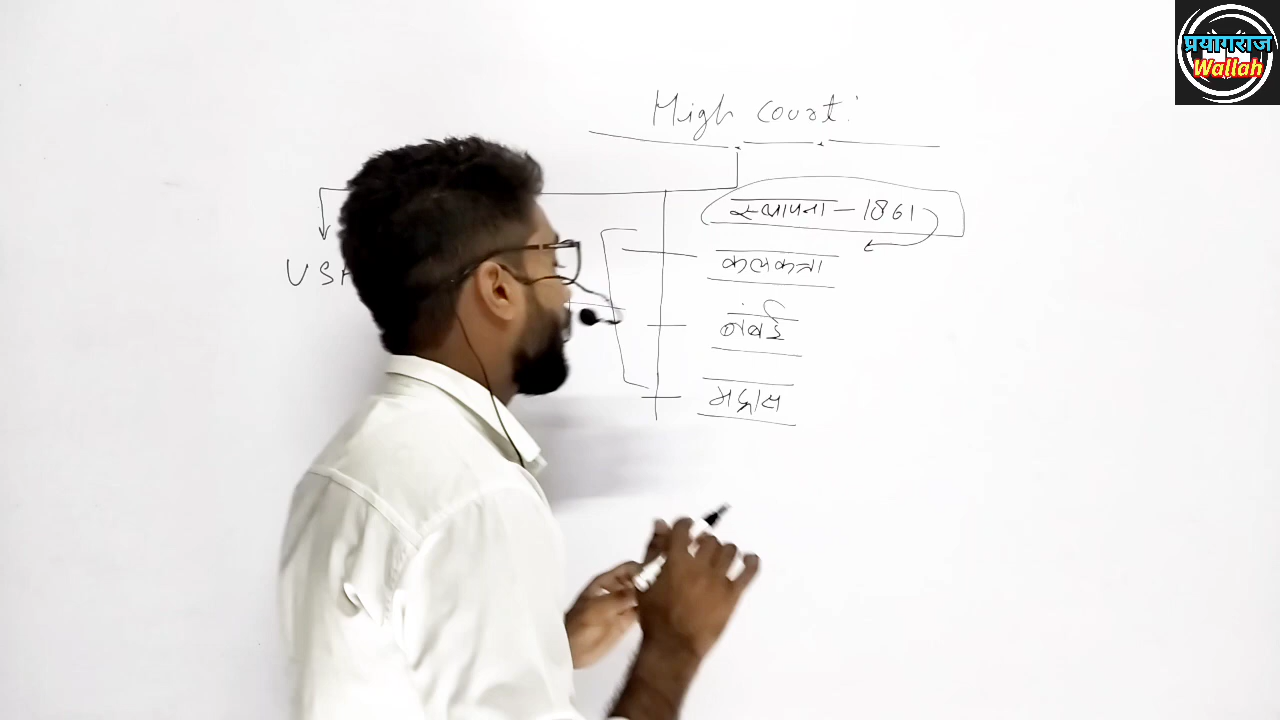 प्रयागराज
Wallah
High court:
स्थापना - 1861
USA
कलकत्ता
बंबई
मद्रास